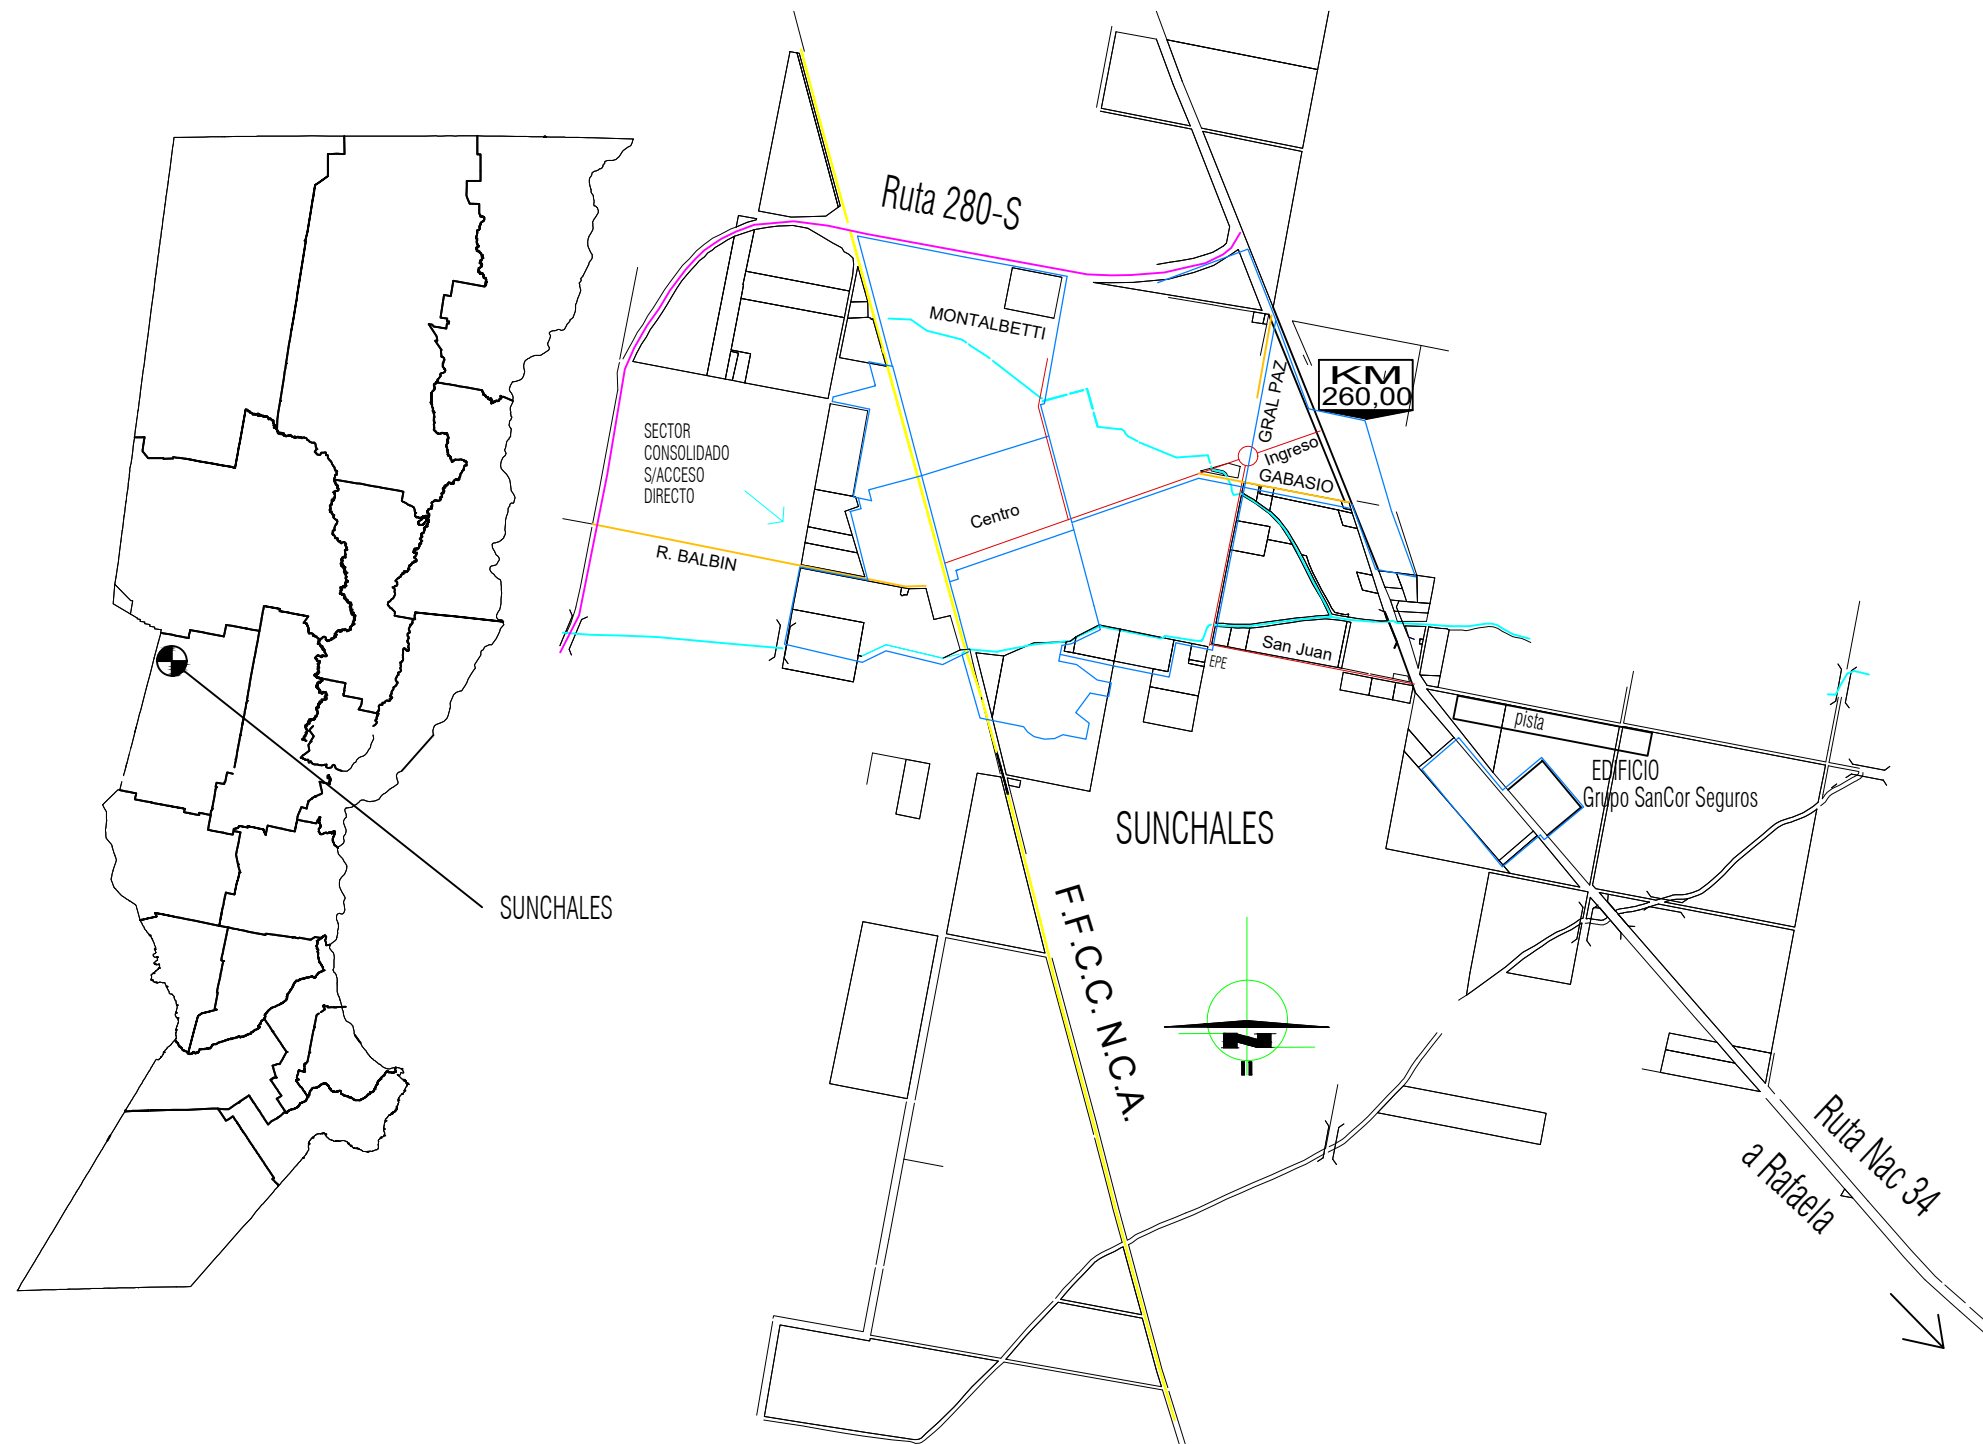 Ruta 280-S
MONTALBETTI
KM
260,00
GRAL PAZ
Ingreso
GABASIO
SECTOR
CONSOLIDADO
S/ACCESO
DIRECTO
Centro
R. BALBIN
San Juan
EPE
pista
EDIFICIO
Grupo SanCor Seguros
SUNCHALES
SUNCHALES
F.F.C.C. N.C.A.
N
Ruta Nac 34
a Rafaela